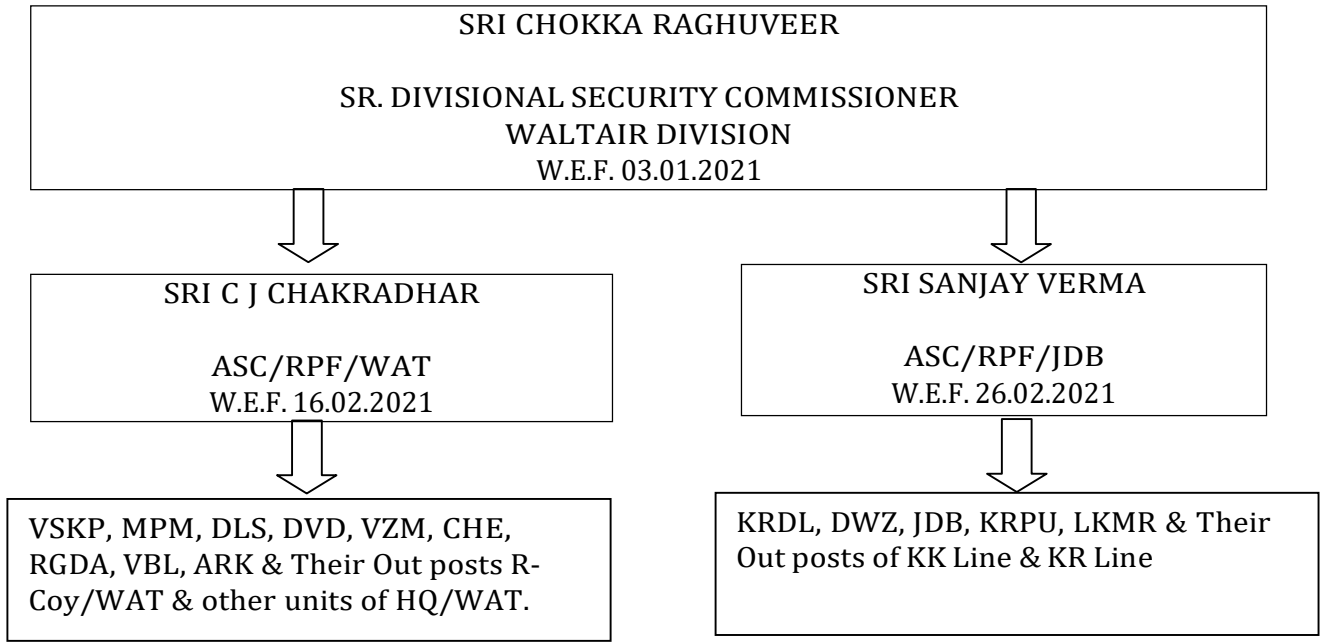 SRI CHOKKA RAGHUVEER
SR. DIVISIONAL SECURITY COMMISSIONER
WALTAIR DIVISION
W.E.F. 03.01.2021
SRI C J CHAKRADHAR
ASC/RPF/WAT
W.E.F. 16.02.2021
SRI SANJAY VERMA
ASC/RPF/JDB
W.E.F. 26.02.2021
VSKP, MPM, DLS, DVD, VZM, CHE,
RGDA, VBL, ARK & Their Out posts R-
Coy/WAT & other units of HQ/WAT.
KRDL, DWZ, JDB, KRPU, LKMR & Their
Out posts of KK Line & KR Line